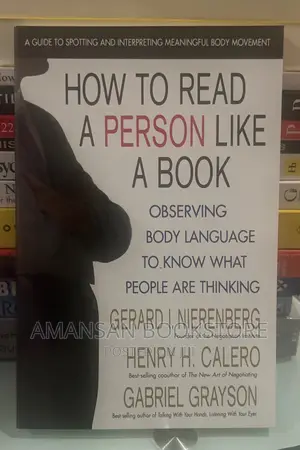 A GUIDE TO SPOTTING AND INTERPRETING MEANINGFUL BODY MOVEMENT
HOW TO READ
A PERSON LIKE
A BOOK
OBSERVING
BODY LANGUAGE
TO KNOW WHAT
PEOPLE ARE THINKING
GERARD I. NIERENBERG
AMANSAN BOOKSTORE
HENRY H. CALERO
Best-selling coauthor of The New Art of Negotiating
GABRIEL GRAYSON
Best-selling author of Talking With Your Hands, Listening With Your Eyes